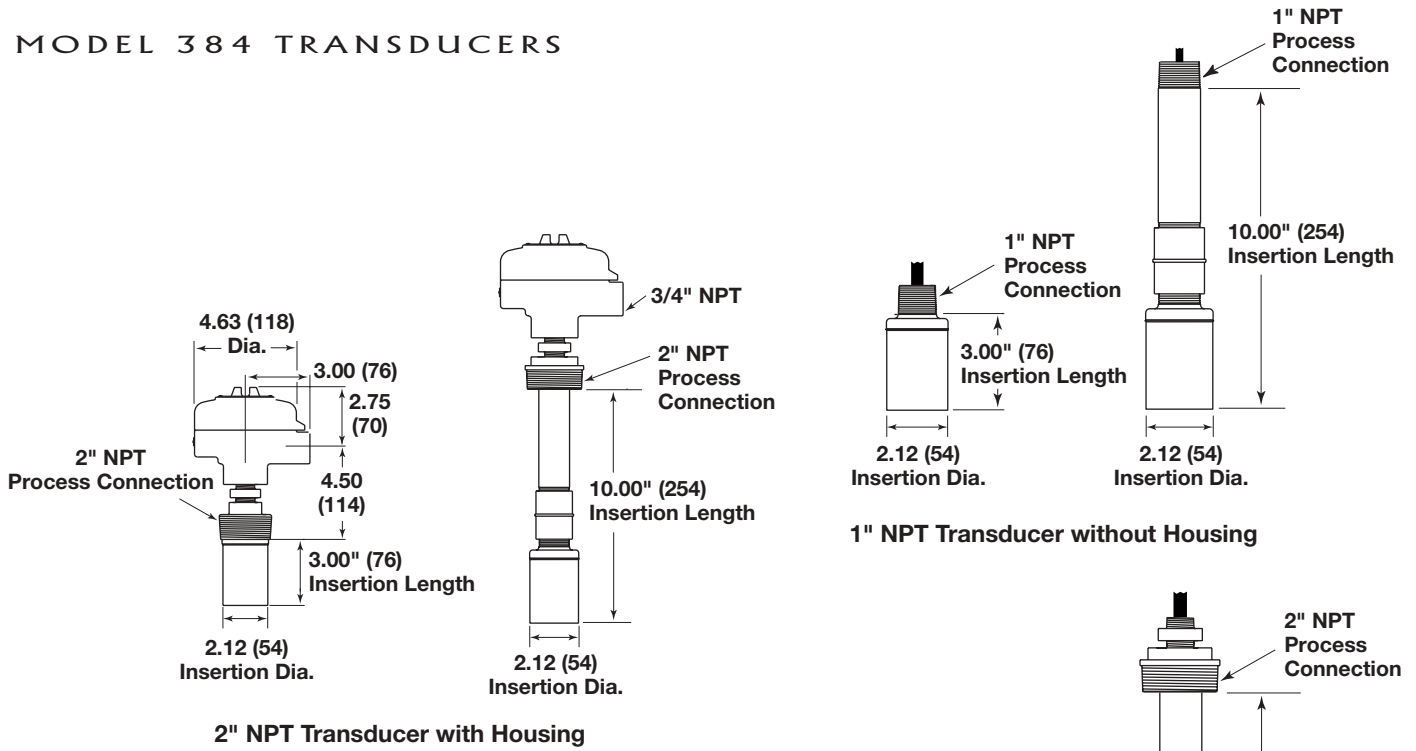 MODEL 384 TRANSDUCERS
4.63 (118)
Dia.
3.00 (76)
2.75
(70)
2" NPT
Process Connection
4.50
(114)
3.00" (76)
Insertion Length
2.12 (54)
Insertion Dia.
3/4" NPT
2" NPT
Process
Connection
10.00" (254)
Insertion Length
2.12 (54)
Insertion Dia.
2" NPT Transducer with Housing
1" NPT
Process
Connection
3.00" (76)
Insertion Length
2.12 (54)
Insertion Dia.
1" NPT
Process
Connection
10.00" (254)
Insertion Length
2.12 (54)
Insertion Dia.
1" NPT Transducer without Housing
2" NPT
Process
Connection